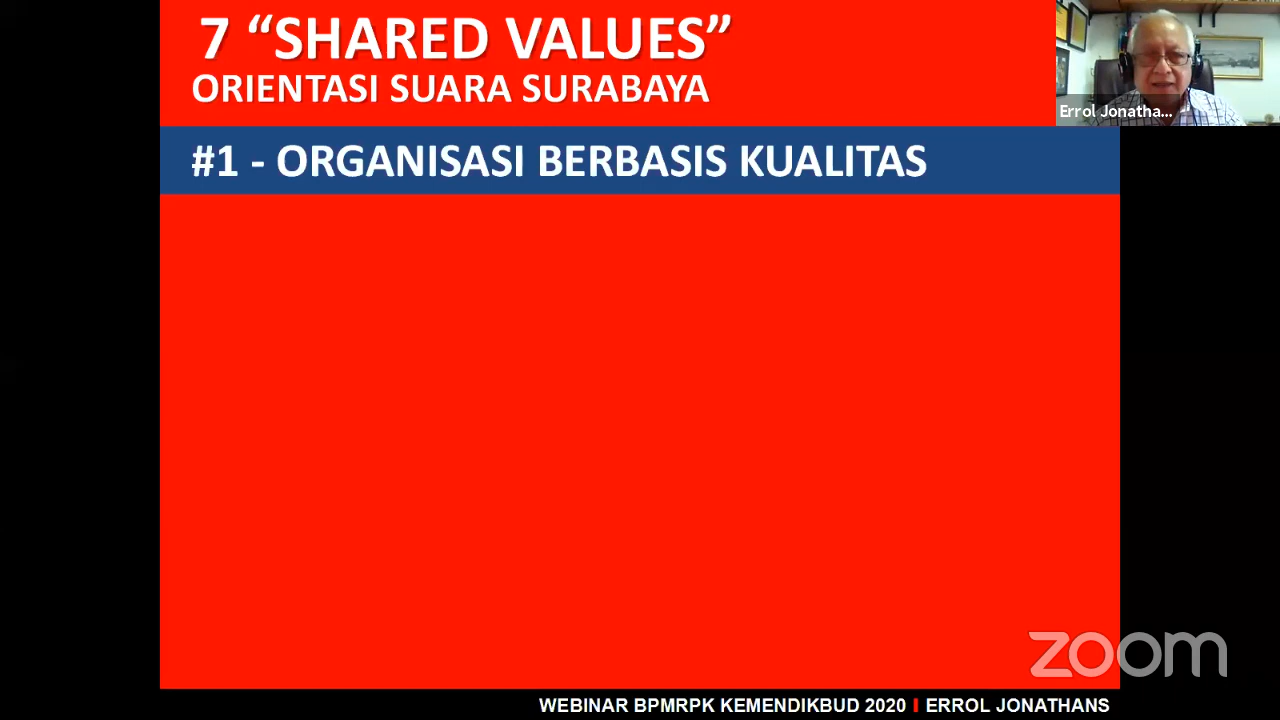 7 “SHARED VALUES”
ORIENTASI SUARA SURABAYA
Errol Jonatha...
#1 - ORGANISASI BERBASIS KUALITAS
zoom
WEBINAR BPMRPK KEMENDIKBUD 2020 I ERROL JONATHANS